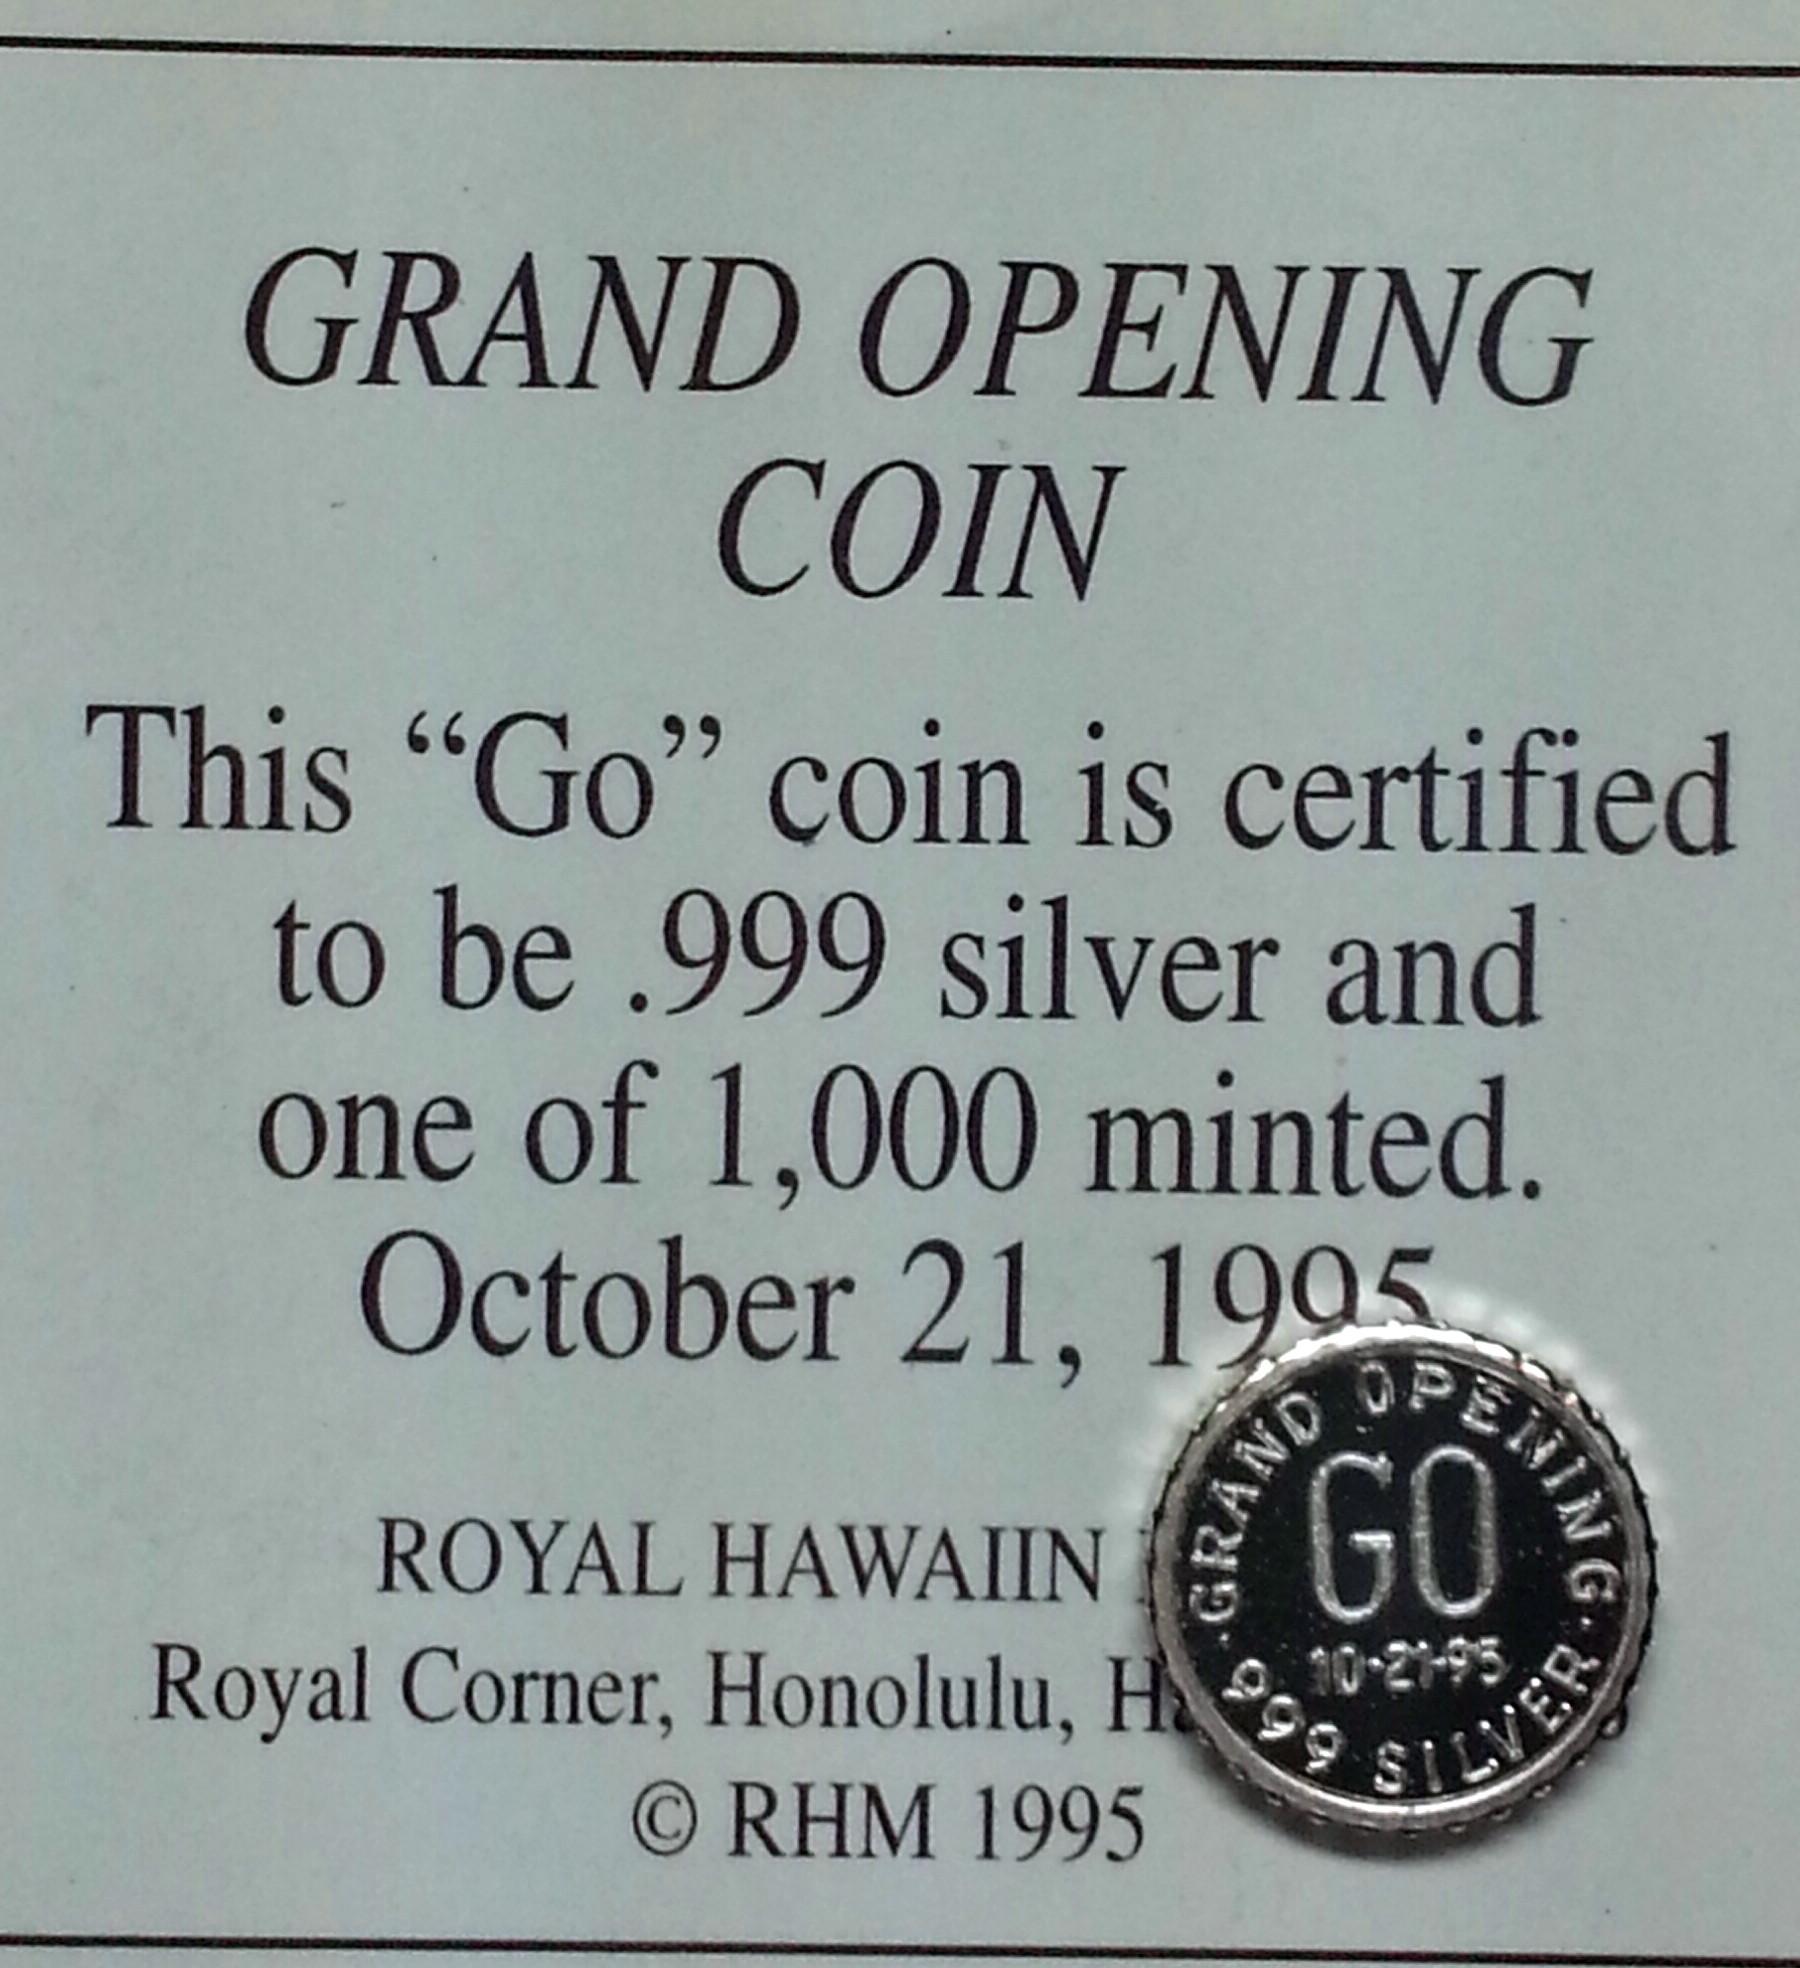 GRAND OPENING
COIN
This “Go” coin is certified
to be .999 silver and
one of 1,000 minted.
October 21, 1995
ROYAL HAWAIIN
Royal Corner, Honolulu,
© RHM 1995
GRAND OPENING
GO
10-21-95
999 SILVER